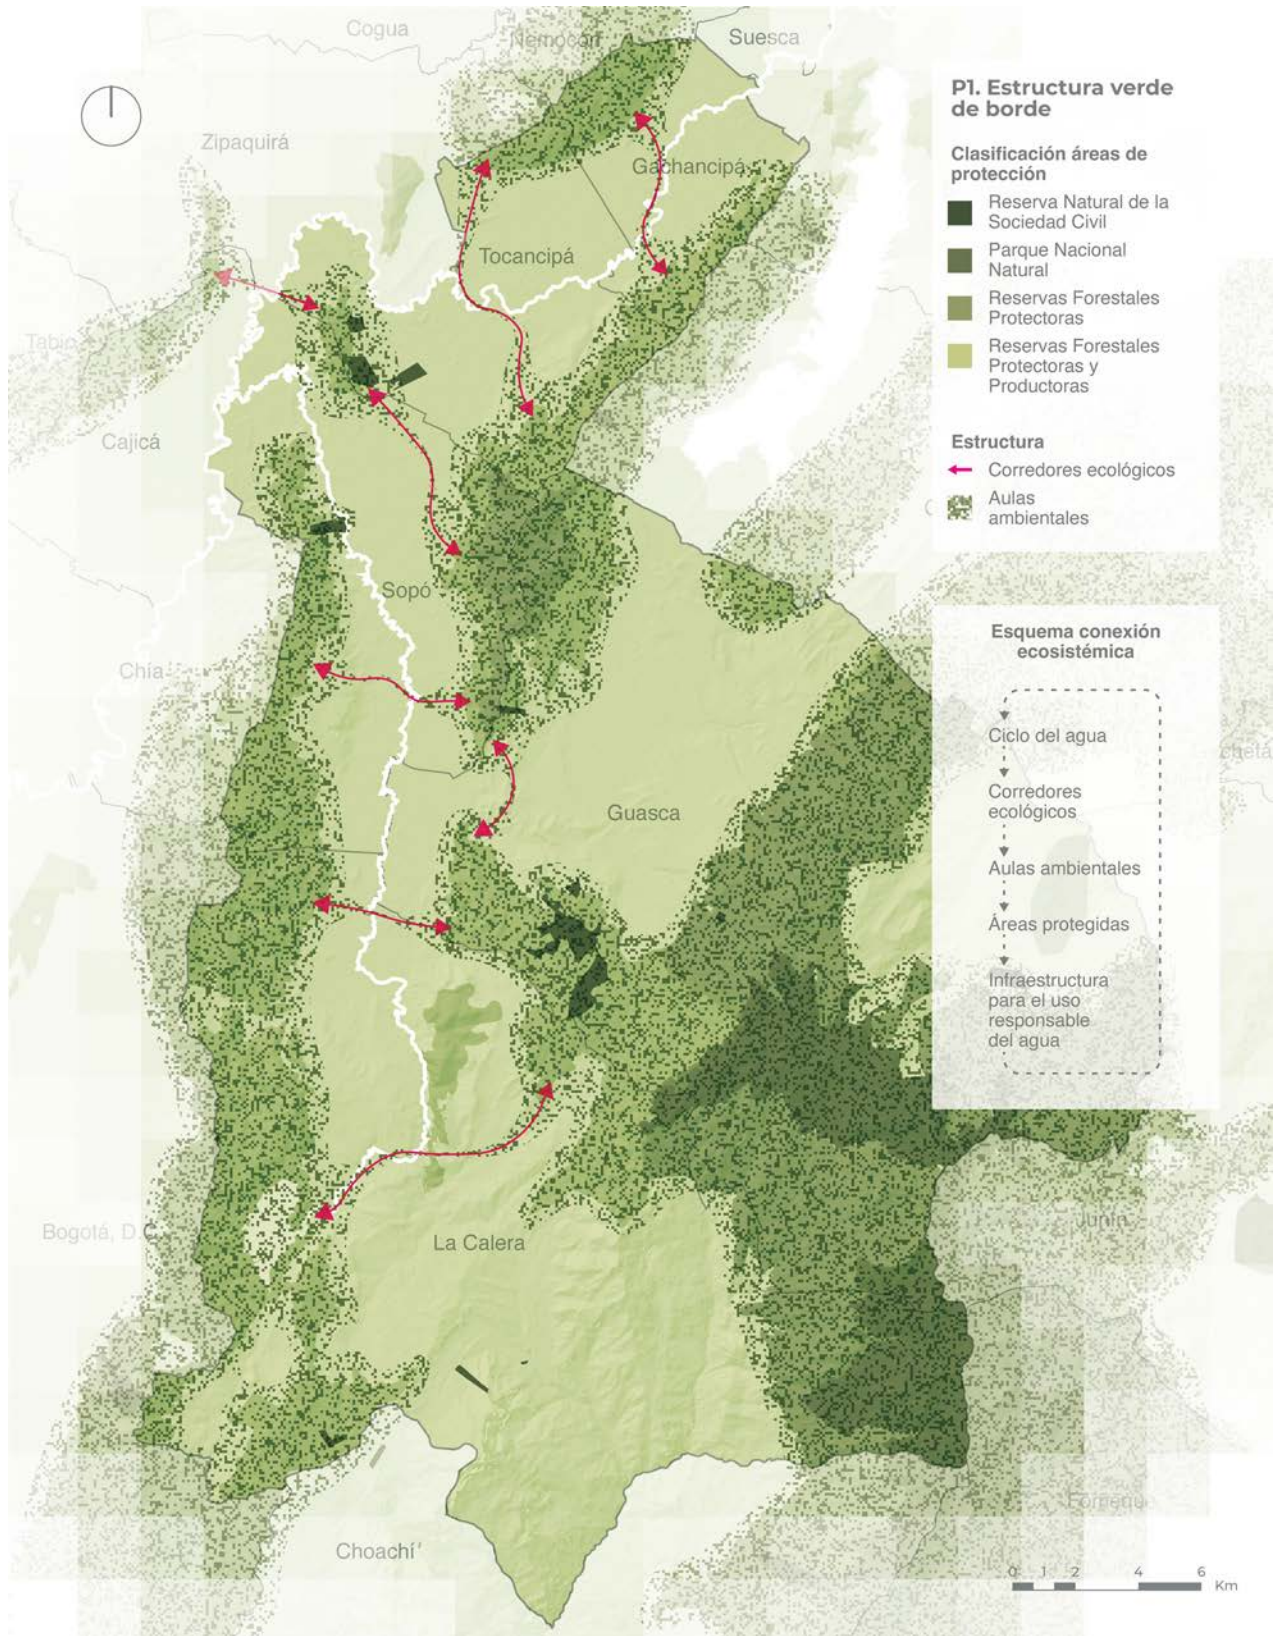 Cogua
Nemocón
Suesca
Zipaquirá
Gachancipá
Tocancipá
Tabio
Cajicá
Sopó
Chía
Guasca
Bogotá, D.C.
La Calera
Junín
Fómeque
Choachí
P1. Estructura verde
de borde
Clasificación áreas de
protección
Reserva Natural de la
Sociedad Civil
Parque Nacional
Natural
Reservas Forestales
Protectoras
Reservas Forestales
Protectoras y
Productoras
Estructura
Corredores ecológicos
Aulas
ambientales
Esquema conexión
ecosistémica
Ciclo del agua
Corredores
ecológicos
Aulas ambientales
Áreas protegidas
Infraestructura
para el uso
responsable
del agua
0 1 2 4 6 Km